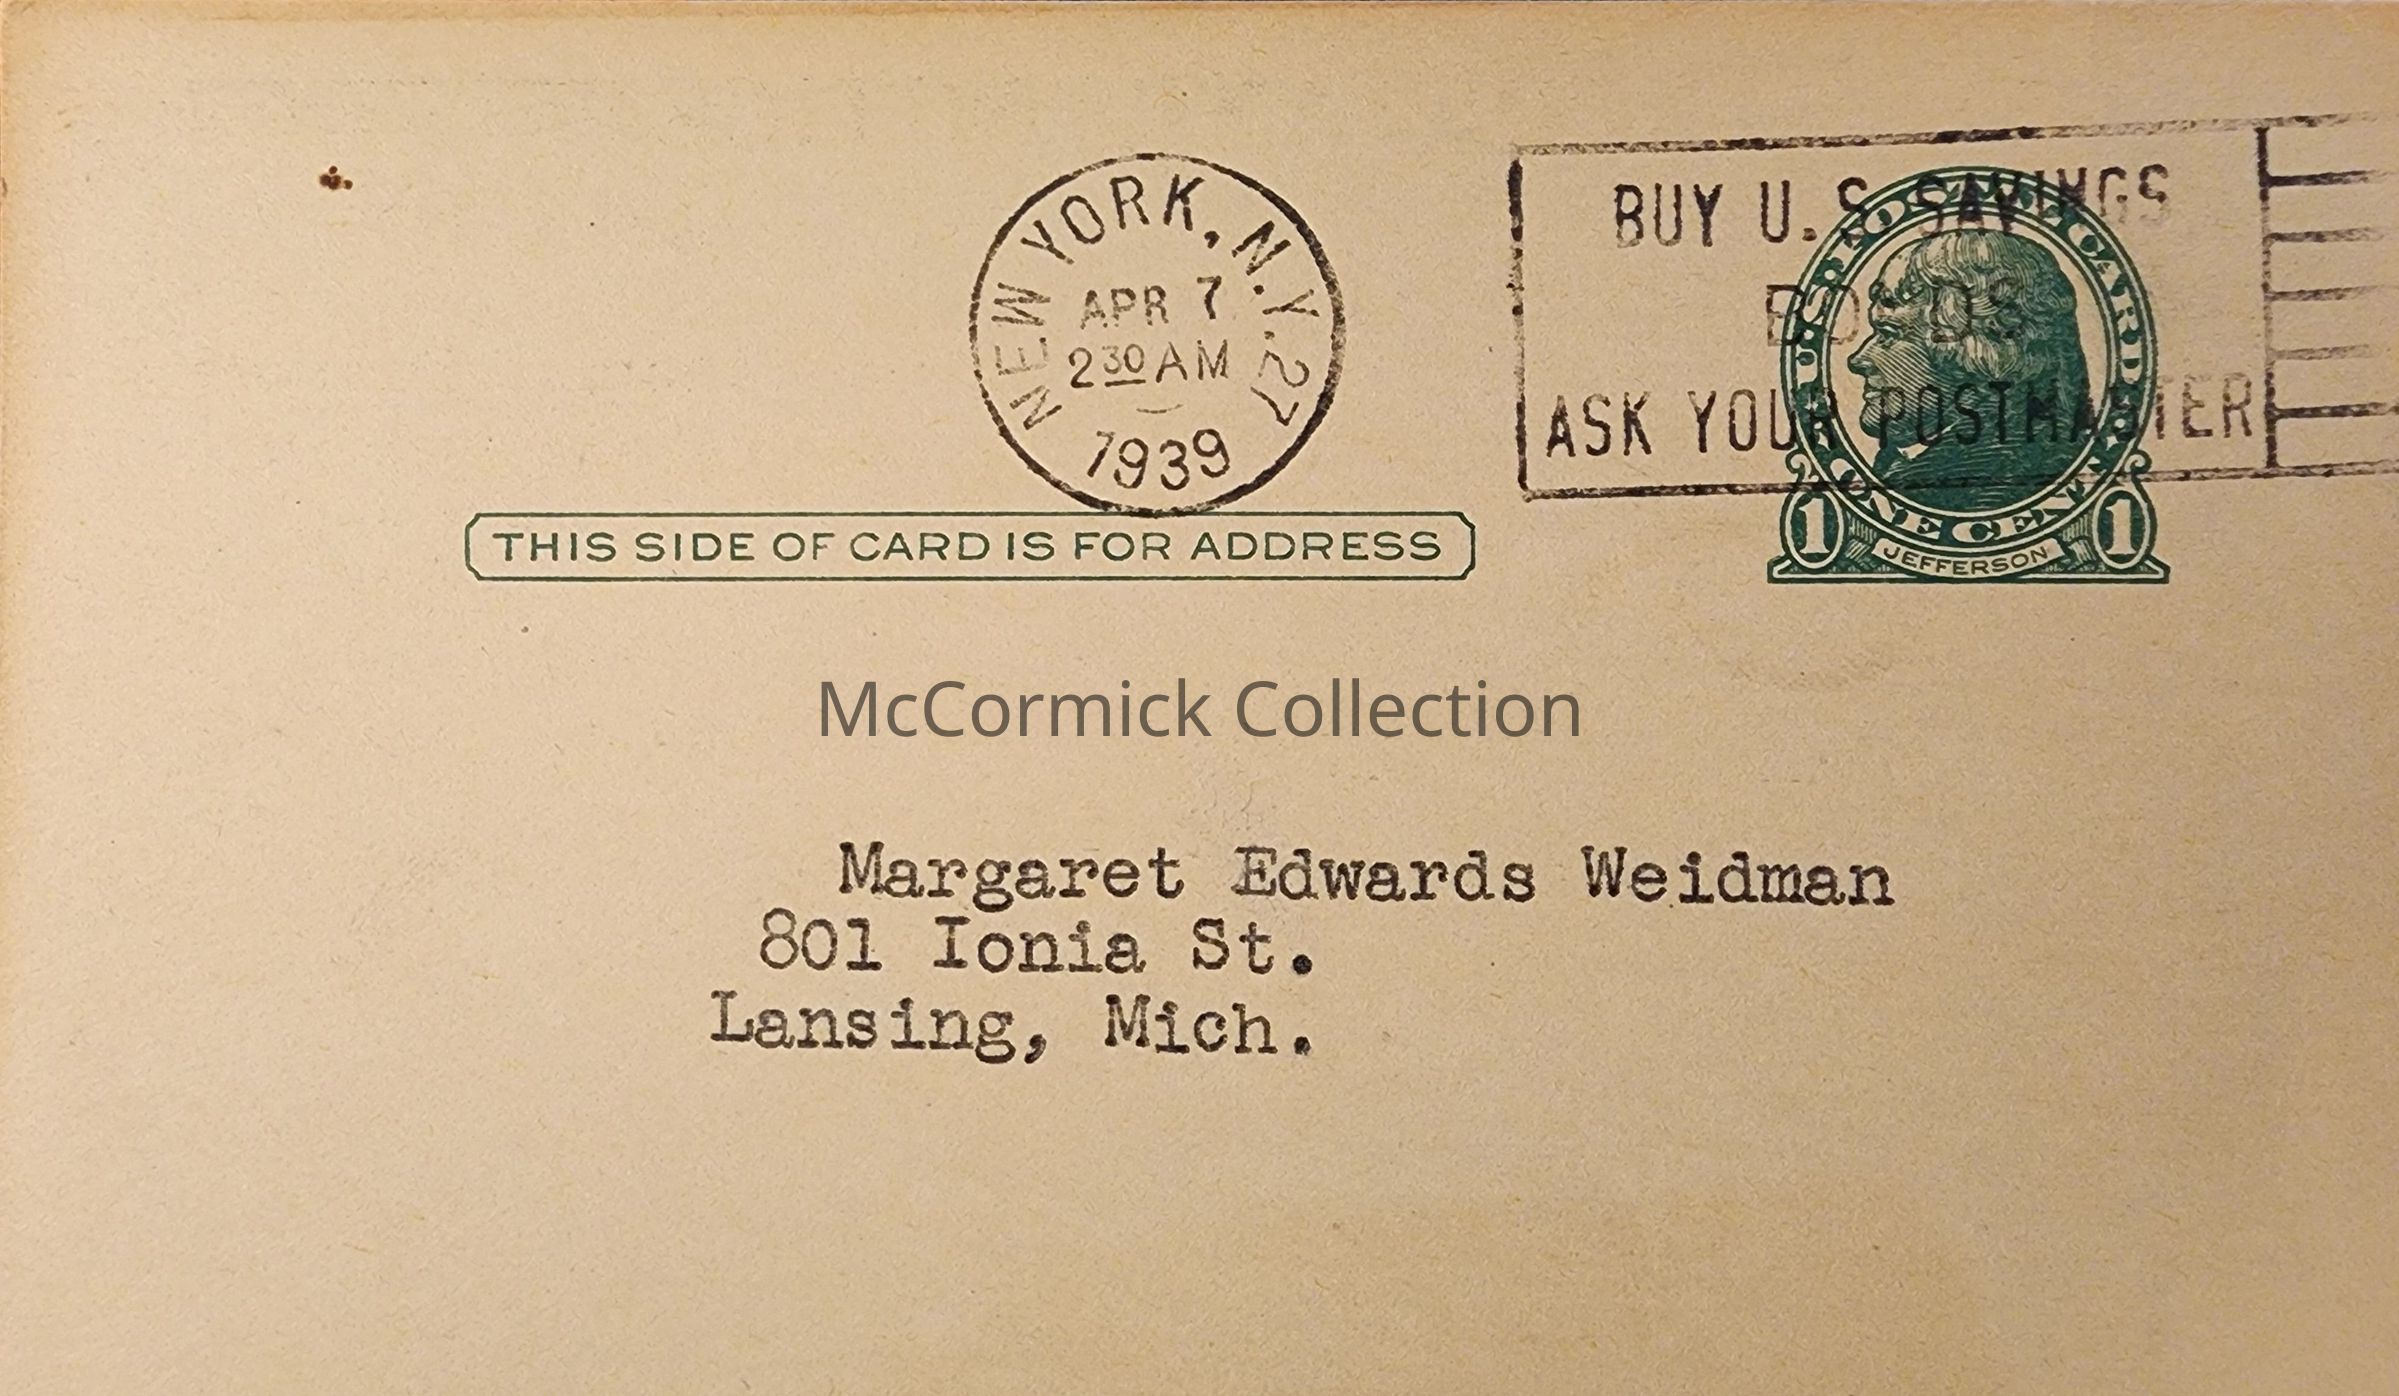 NEW YORK, N.Y. 27
APR 7
2 30 AM
1939
BUY U.S. SAVINGS
BONDS
ASK YOUR POSTMASTER
U.S. POSTAL CARD
ONE CENT
1 1
JEFFERSON
THIS SIDE OF CARD IS FOR ADDRESS
McCormick Collection
Margaret Edwards Weidman
801 Ionia St.
Lansing, Mich.